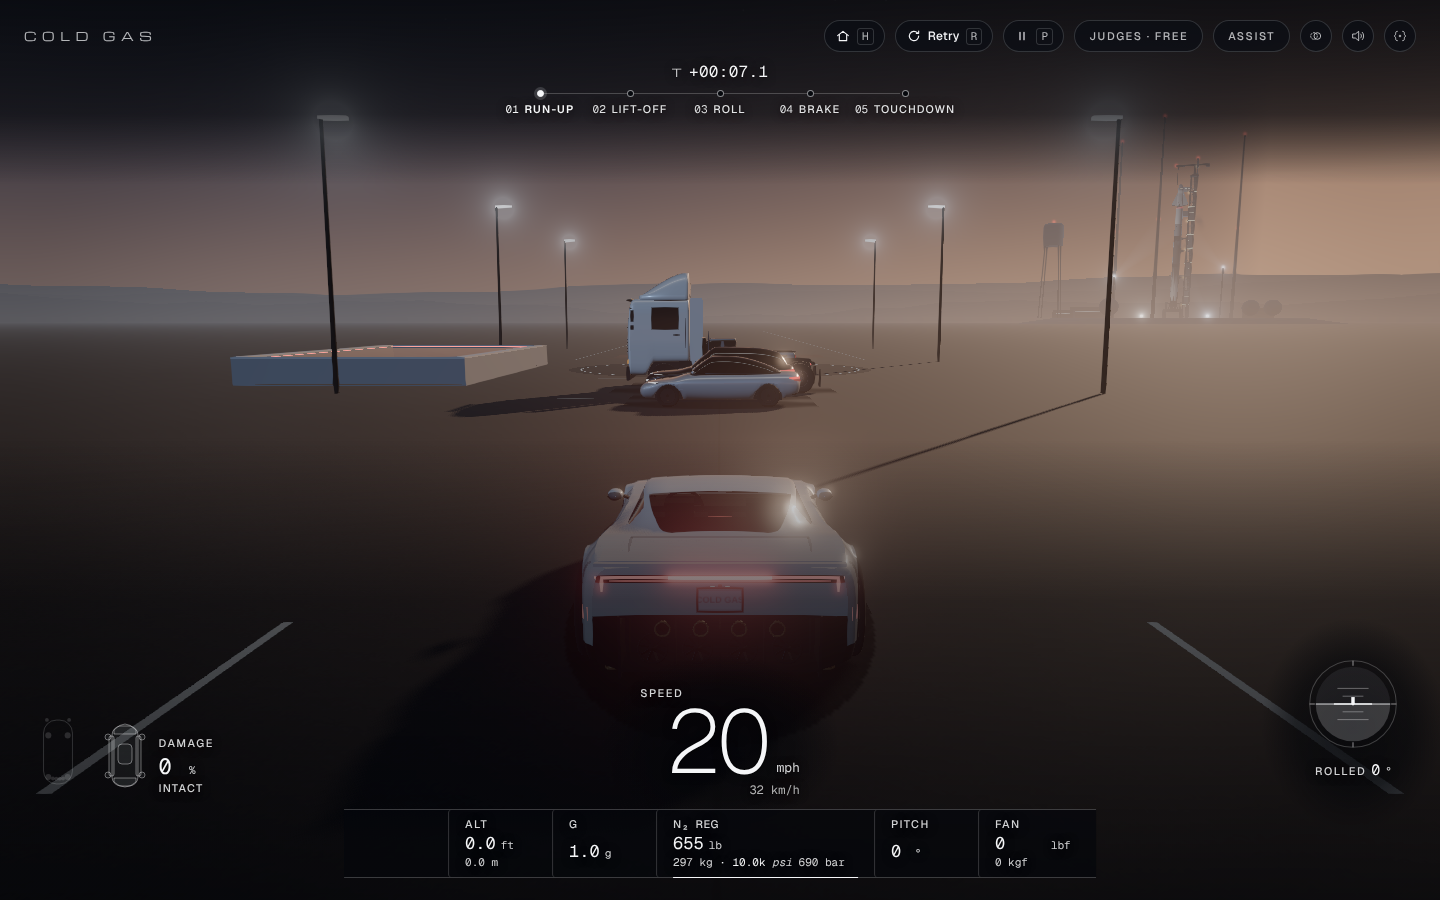 COLD GAS
H
Retry R
P
JUDGES · FREE
ASSIST
T +00:07.1
01 RUN-UP
02 LIFT-OFF
03 ROLL
04 BRAKE
05 TOUCHDOWN
COLD GAS
SPEED
20 mph
32 km/h
DAMAGE
0 %
INTACT
ROLLED 0 °
ALT
0.0 ft
0.0 m
G
1.0 g
N₂ REG
655 lb
297 kg · 10.0k psi 690 bar
PITCH
0 °
FAN
0 lbf
0 kgf